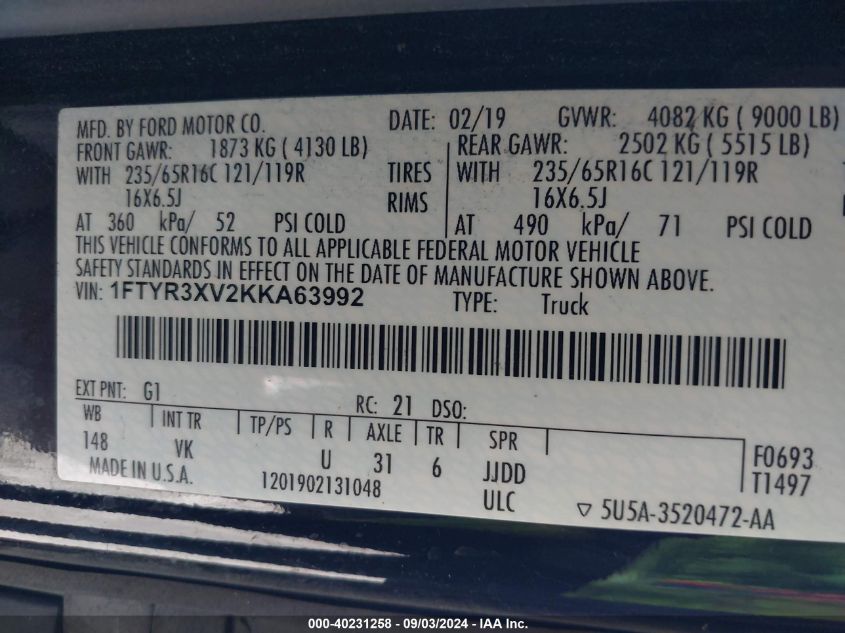 MFD. BY FORD MOTOR CO. DATE: 02/19 GVWR: 4082 KG ( 9000 LB)
FRONT GAWR: 1873 KG ( 4130 LB) REAR GAWR: 2502 KG ( 5515 LB)
WITH 235/65R16C 121/119R TIRES WITH 235/65R16C 121/119R
16X6.5J RIMS 16X6.5J
AT 360 kPa/ 52 PSI COLD AT 490 kPa/ 71 PSI COLD
THIS VEHICLE CONFORMS TO ALL APPLICABLE FEDERAL MOTOR VEHICLE
SAFETY STANDARDS IN EFFECT ON THE DATE OF MANUFACTURE SHOWN ABOVE.
VIN: 1FTYR3XV2KKA63992 TYPE: Truck
EXT PNT: G1 RC: 21 DSO:
WB INT TR TP/PS R AXLE TR SPR
148 VK U 31 6 JJDD F0693
MADE IN U.S.A. 1201902131048 ULC T1497
▽ 5U5A-3520472-AA
000-40231258 - 09/03/2024 - IAA Inc.